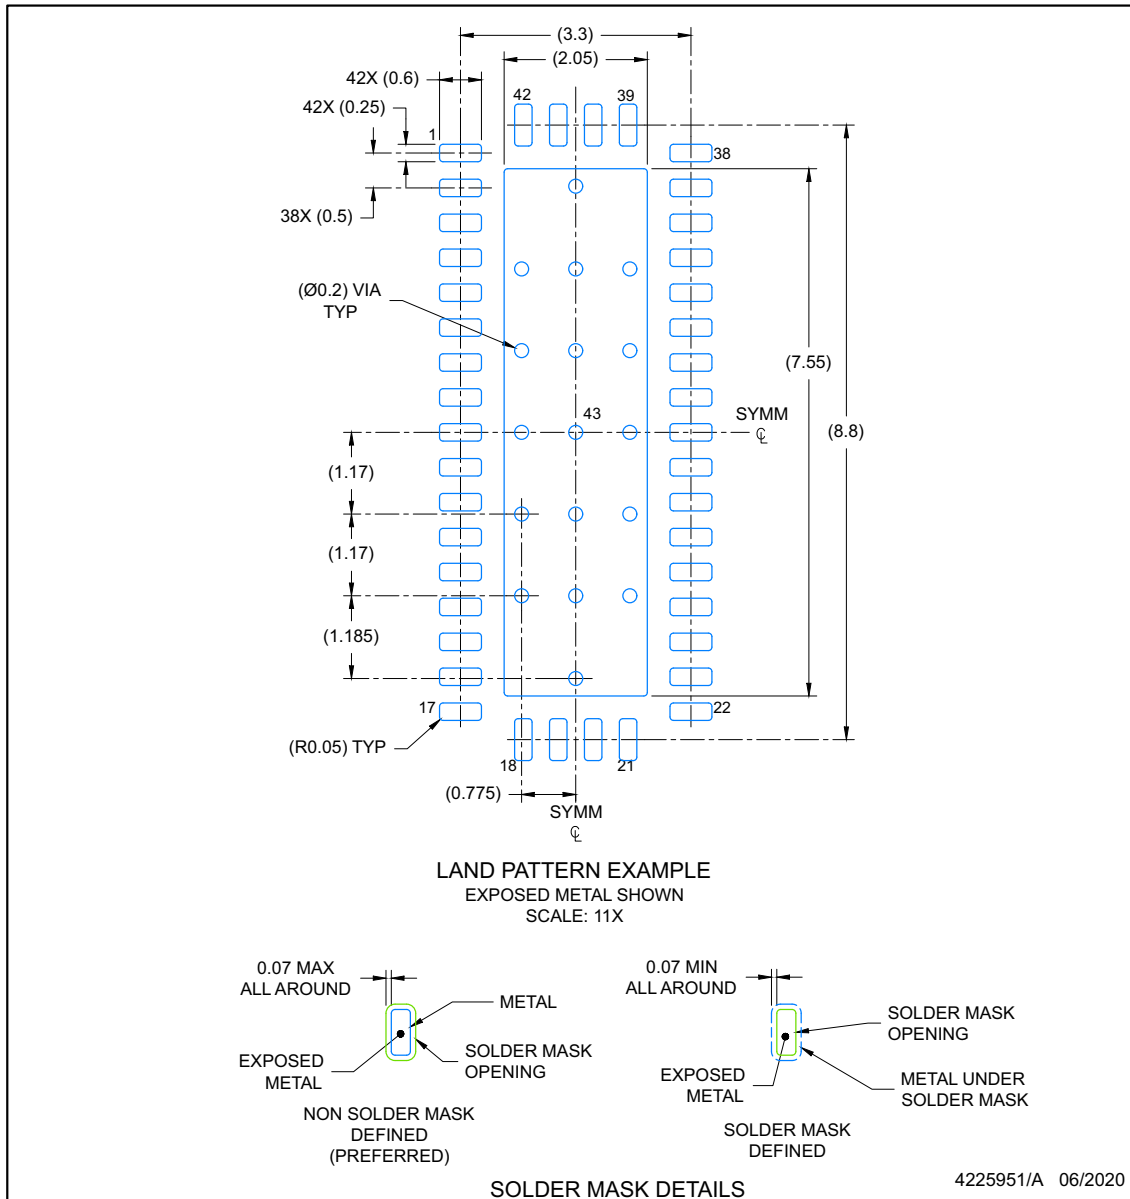 (3.3)
(2.05)
42X (0.6)
42
39
42X (0.25)
1
38
38X (0.5)
(Ø0.2) VIA
TYP
(7.55)
43
SYMM
℄
(8.8)
(1.17)
(1.17)
(1.185)
17
22
(R0.05) TYP
18
21
(0.775)
SYMM
℄
LAND PATTERN EXAMPLE
EXPOSED METAL SHOWN
SCALE: 11X
0.07 MAX
ALL AROUND
METAL
EXPOSED
METAL
SOLDER MASK
OPENING
NON SOLDER MASK
DEFINED
(PREFERRED)
0.07 MIN
ALL AROUND
SOLDER MASK
OPENING
EXPOSED
METAL
METAL UNDER
SOLDER MASK
SOLDER MASK
DEFINED
SOLDER MASK DETAILS
4225951/A 06/2020